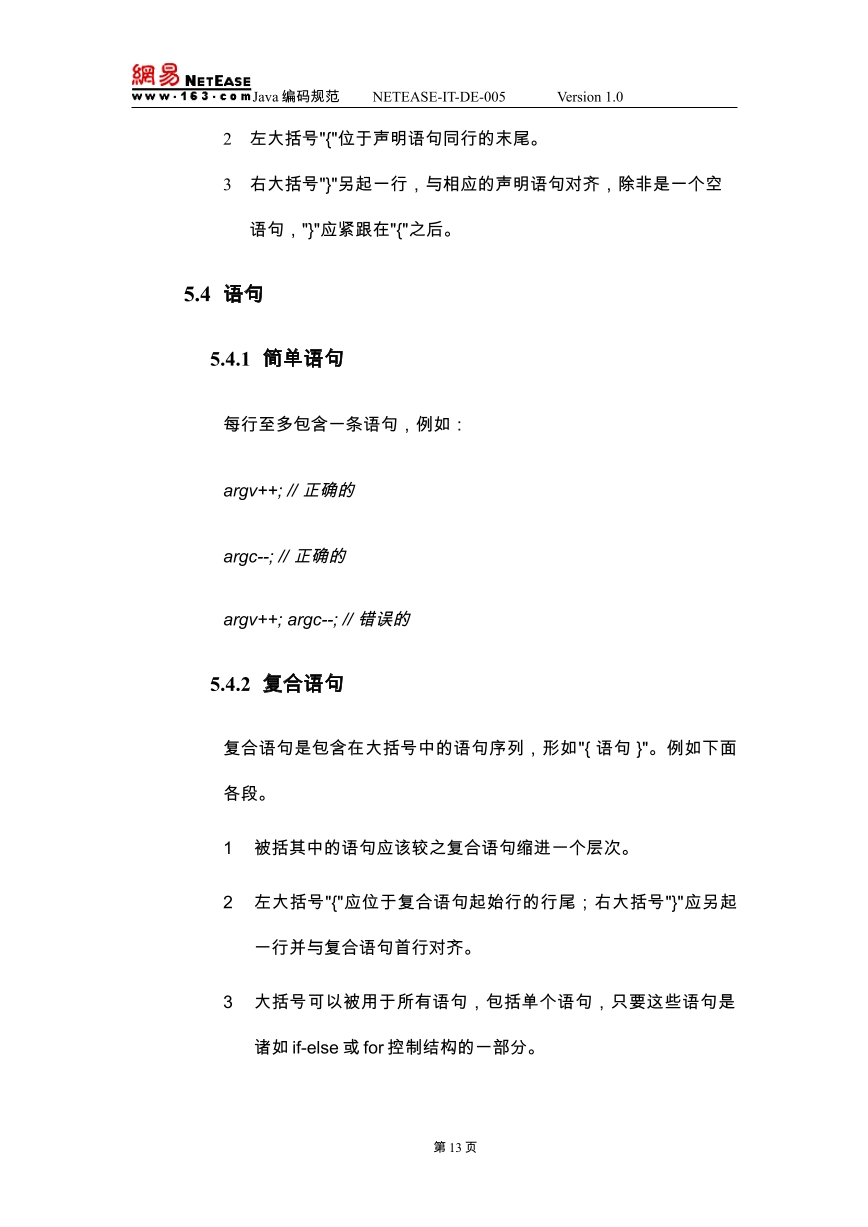 網易 NETEASE
www.163.com Java 编码规范 NETEASE-IT-DE-005 Version 1.0
2 左大括号"{"位于声明语句同行的末尾。
3 右大括号"}"另起一行，与相应的声明语句对齐，除非是一个空
语句，"}"应紧跟在"{"之后。
5.4 语句
5.4.1 简单语句
每行至多包含一条语句，例如：
argv++; // 正确的
argc--; // 正确的
argv++; argc--; // 错误的
5.4.2 复合语句
复合语句是包含在大括号中的语句序列，形如"{ 语句 }"。例如下面
各段。
1 被括其中的语句应该较之复合语句缩进一个层次。
2 左大括号"{"应位于复合语句起始行的行尾；右大括号"}"应另起
一行并与复合语句首行对齐。
3 大括号可以被用于所有语句，包括单个语句，只要这些语句是
诸如 if-else 或 for 控制结构的一部分。
第 13 页